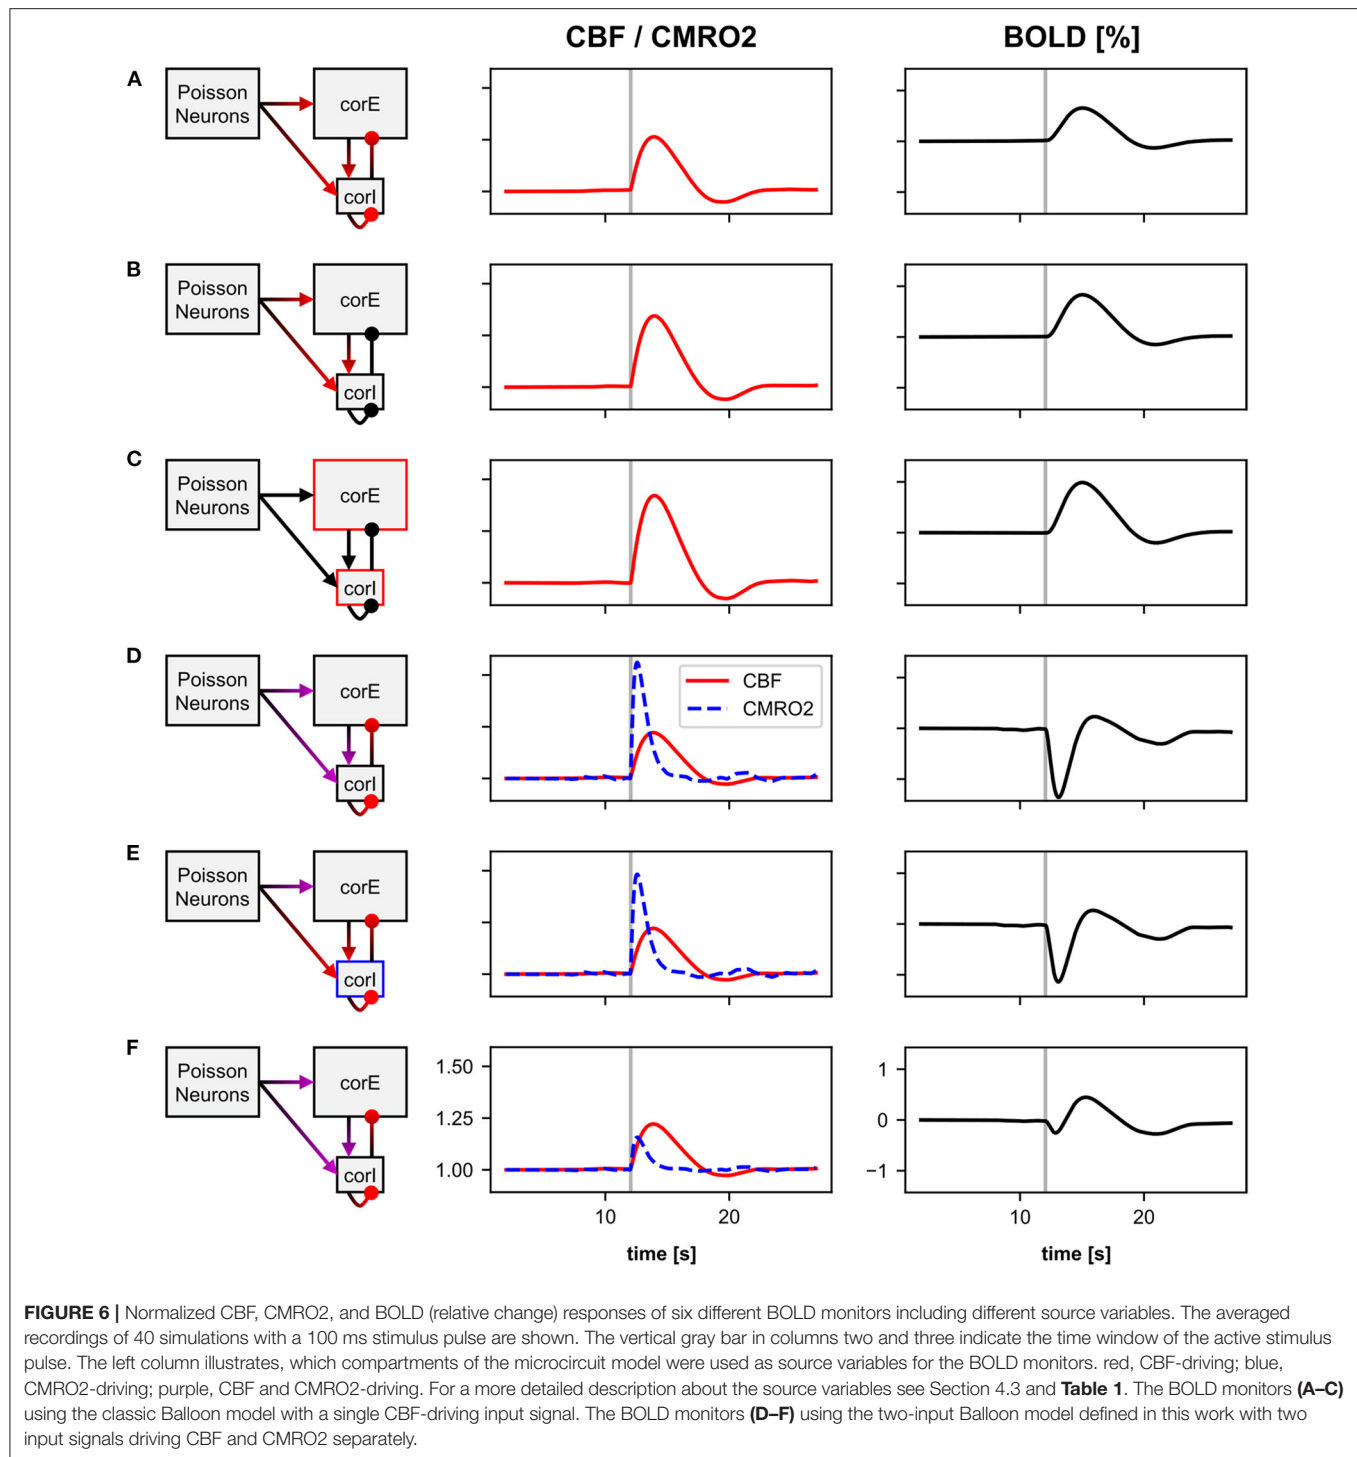 CBF / CMRO2
BOLD [%]
A
Poisson
Neurons
corE
corI
B
Poisson
Neurons
corE
corI
C
Poisson
Neurons
corE
corI
D
Poisson
Neurons
corE
corI
CBF
CMRO2
E
Poisson
Neurons
corE
corI
F
Poisson
Neurons
corE
corI
1.50
1.25
1.00
10
20
time [s]
1
0
−1
10
20
time [s]
FIGURE 6 | Normalized CBF, CMRO2, and BOLD (relative change) responses of six different BOLD monitors including different source variables. The averaged
recordings of 40 simulations with a 100 ms stimulus pulse are shown. The vertical gray bar in columns two and three indicate the time window of the active stimulus
pulse. The left column illustrates, which compartments of the microcircuit model were used as source variables for the BOLD monitors. red, CBF-driving; blue,
CMRO2-driving; purple, CBF and CMRO2-driving. For a more detailed description about the source variables see Section 4.3 and Table 1. The BOLD monitors (A–C)
using the classic Balloon model with a single CBF-driving input signal. The BOLD monitors (D–F) using the two-input Balloon model defined in this work with two
input signals driving CBF and CMRO2 separately.